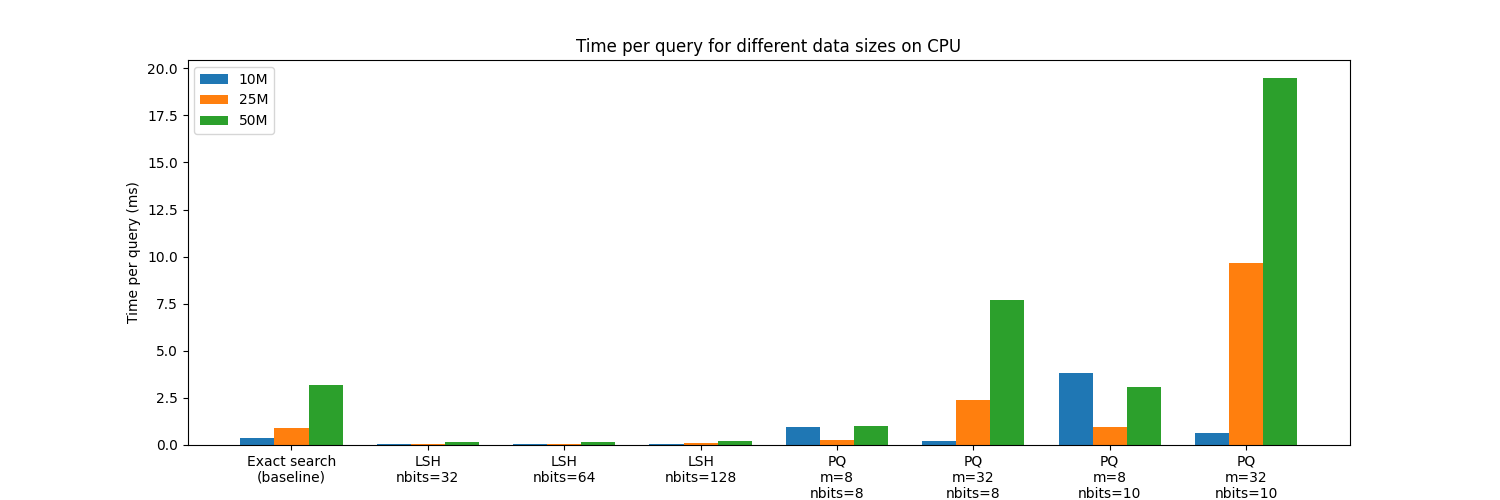 Time per query for different data sizes on CPU
10M
25M
50M
Time per query (ms)
20.0
17.5
15.0
12.5
10.0
7.5
5.0
2.5
0.0
Exact search
(baseline)
LSH
nbits=32
LSH
nbits=64
LSH
nbits=128
PQ
m=8
nbits=8
PQ
m=32
nbits=8
PQ
m=8
nbits=10
PQ
m=32
nbits=10